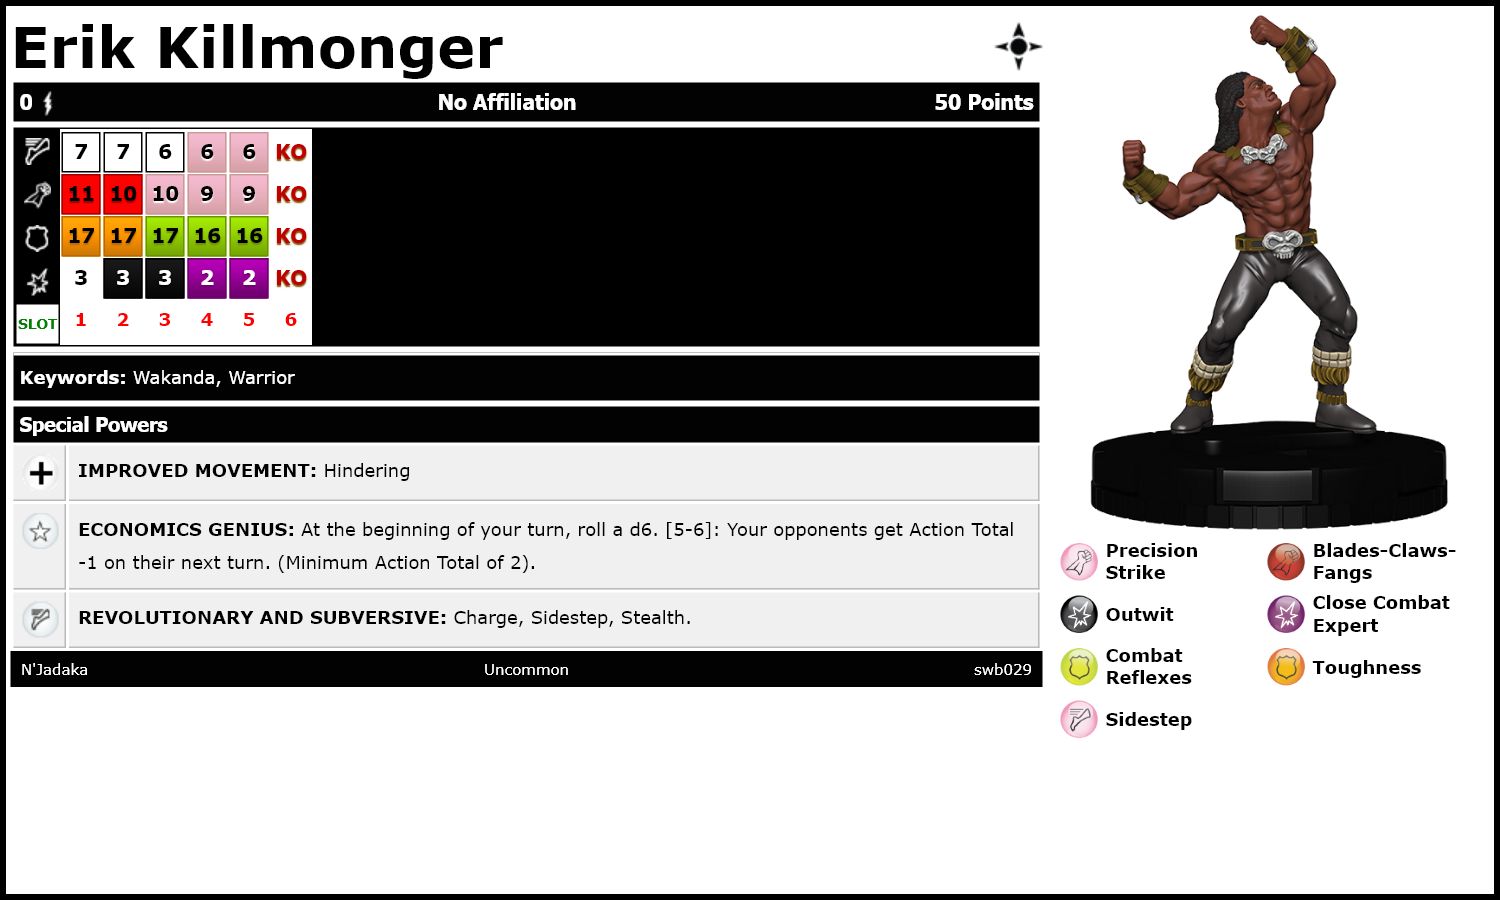 Erik Killmonger
0 No Affiliation 50 Points
7 7 6 6 6 KO
11 10 10 9 9 KO
17 17 17 16 16 KO
3 3 3 2 2 KO
SLOT 1 2 3 4 5 6
Keywords: Wakanda, Warrior
Special Powers
IMPROVED MOVEMENT: Hindering
ECONOMICS GENIUS: At the beginning of your turn, roll a d6. [5-6]: Your opponents get Action Total
-1 on their next turn. (Minimum Action Total of 2).
REVOLUTIONARY AND SUBVERSIVE: Charge, Sidestep, Stealth.
N'Jadaka Uncommon swb029
Precision
Strike
Blades-Claws-
Fangs
Outwit
Close Combat
Expert
Combat
Reflexes
Toughness
Sidestep